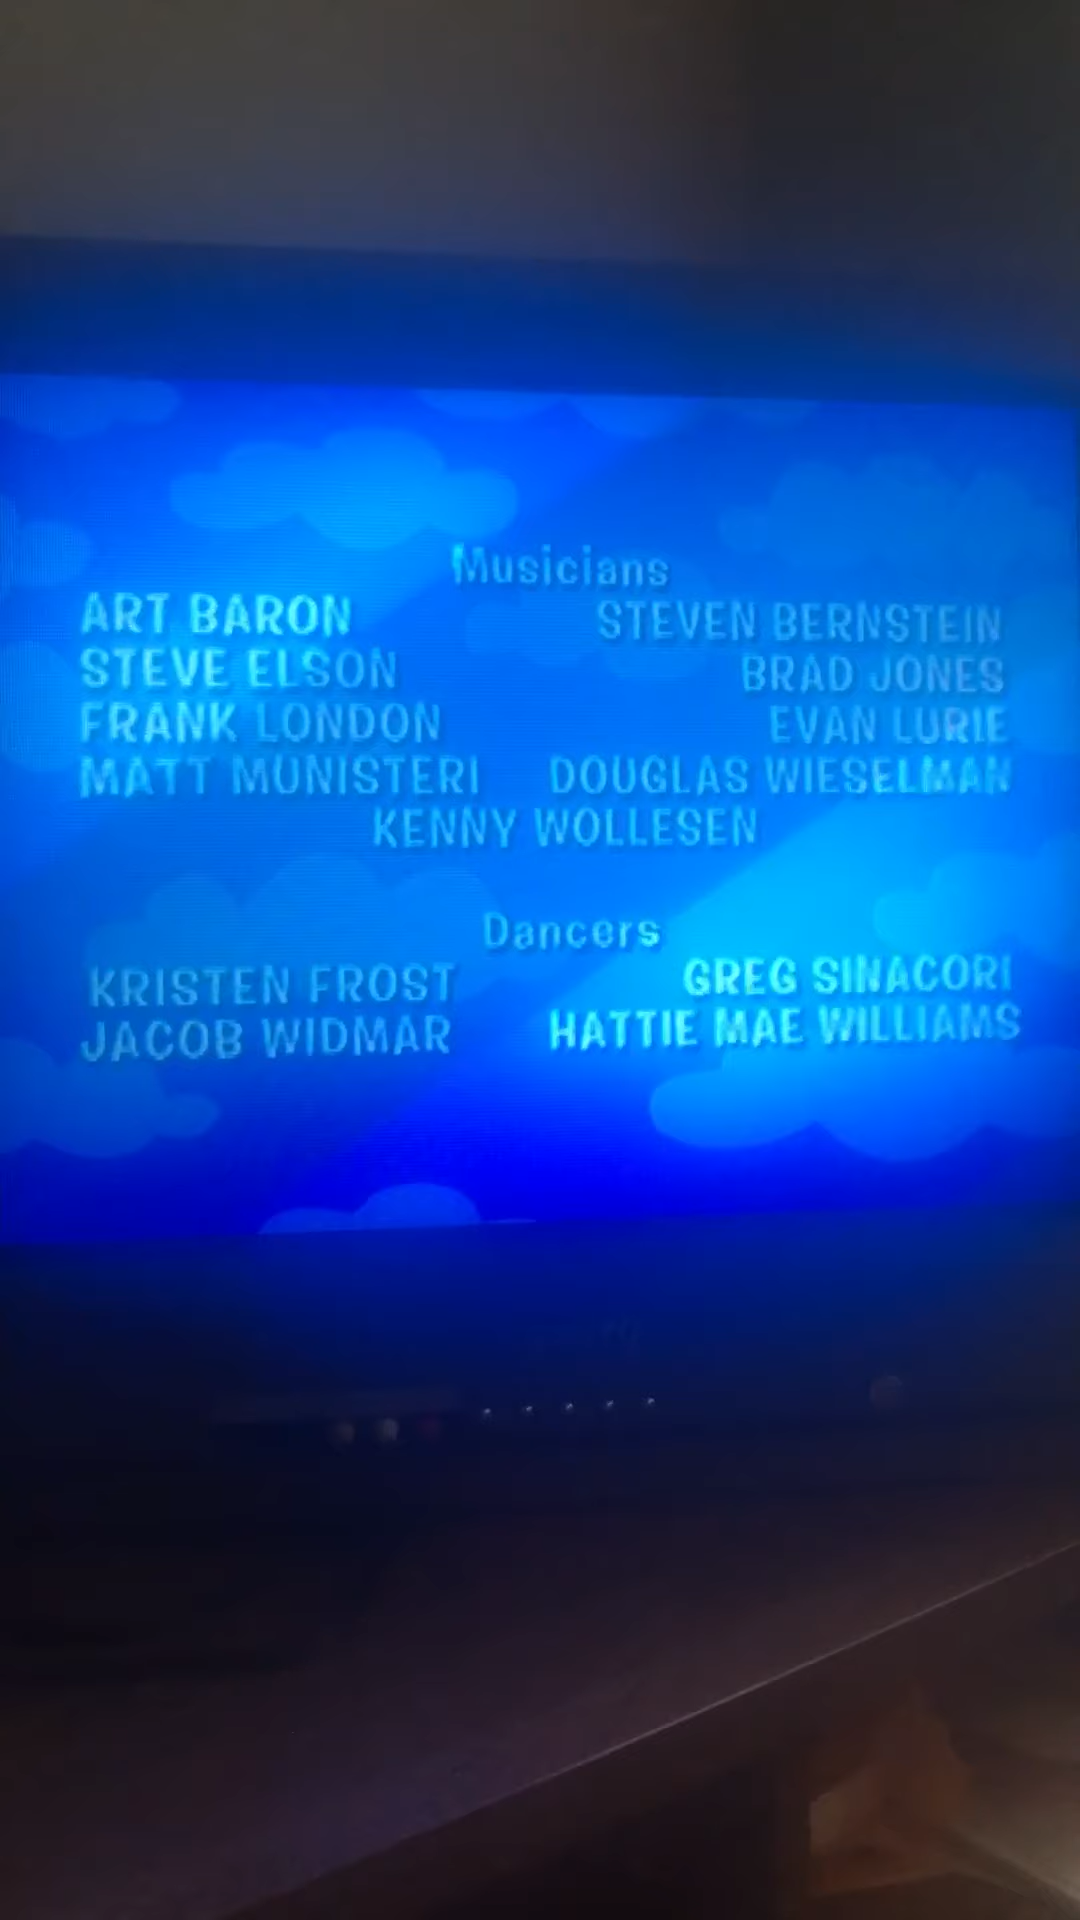 Musicians
ART BARON STEVEN BERNSTEIN
STEVE ELSON BRAD JONES
FRANK LONDON EVAN LURIE
MATT MUNISTERI DOUGLAS WIESELMAN
KENNY WOLLESEN
Dancers
KRISTEN FROST GREG SINACORI
JACOB WIDMAR HATTIE MAE WILLIAMS